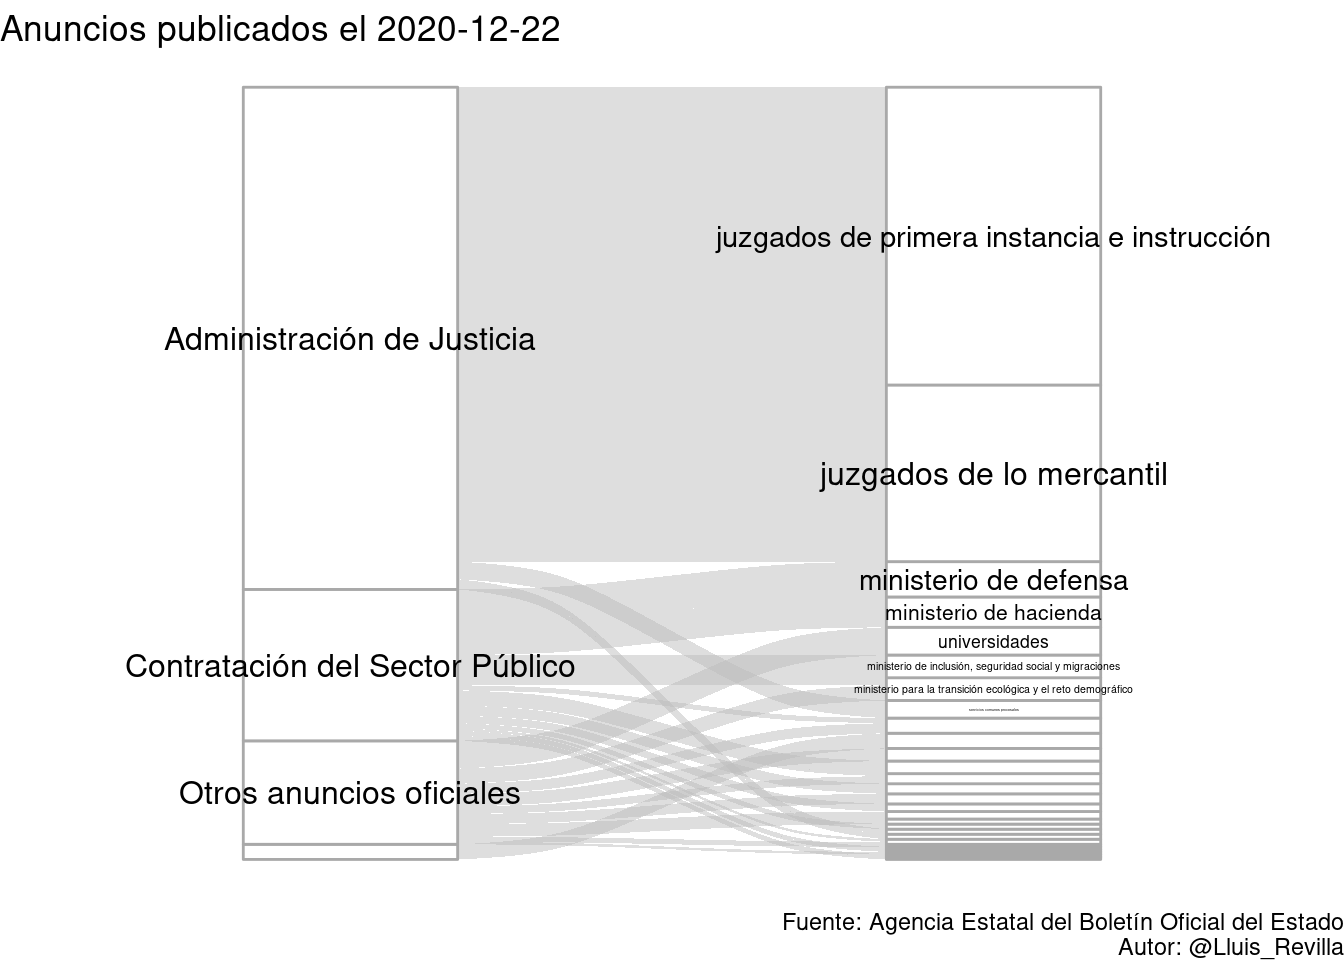 Anuncios publicados el 2020-12-22
juzgados de primera instancia e instrucción
Administración de Justicia
juzgados de lo mercantil
ministerio de defensa
ministerio de hacienda
universidades
Contratación del Sector Público
ministerio de inclusión, seguridad social y migraciones
ministerio para la transición ecológica y el reto demográfico
Otros anuncios oficiales
Fuente: Agencia Estatal del Boletín Oficial del Estado
Autor: @Lluis_Revilla